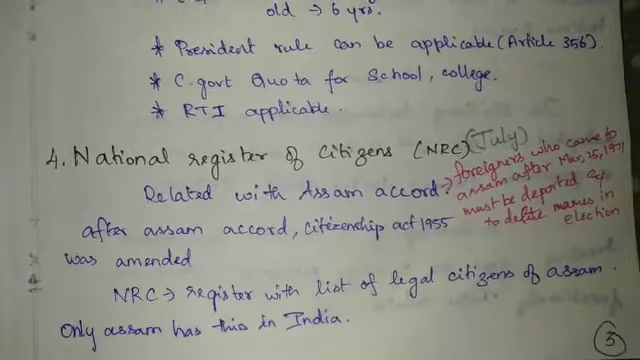 old → 6 yrs.
* President rule can be applicable (Article 356).
* C. govt Quota for School, college.
* RTI applicable.
4. National register of citizens (NRC) (July)
Related with Assam accord → foreigners who came to
assam after Mar, 25, 1971
must be deported &
to delete names in
election
after assam accord, citizenship act 1955
was amended
NRC → register with list of legal citizens of assam.
Only assam has this in India.
5